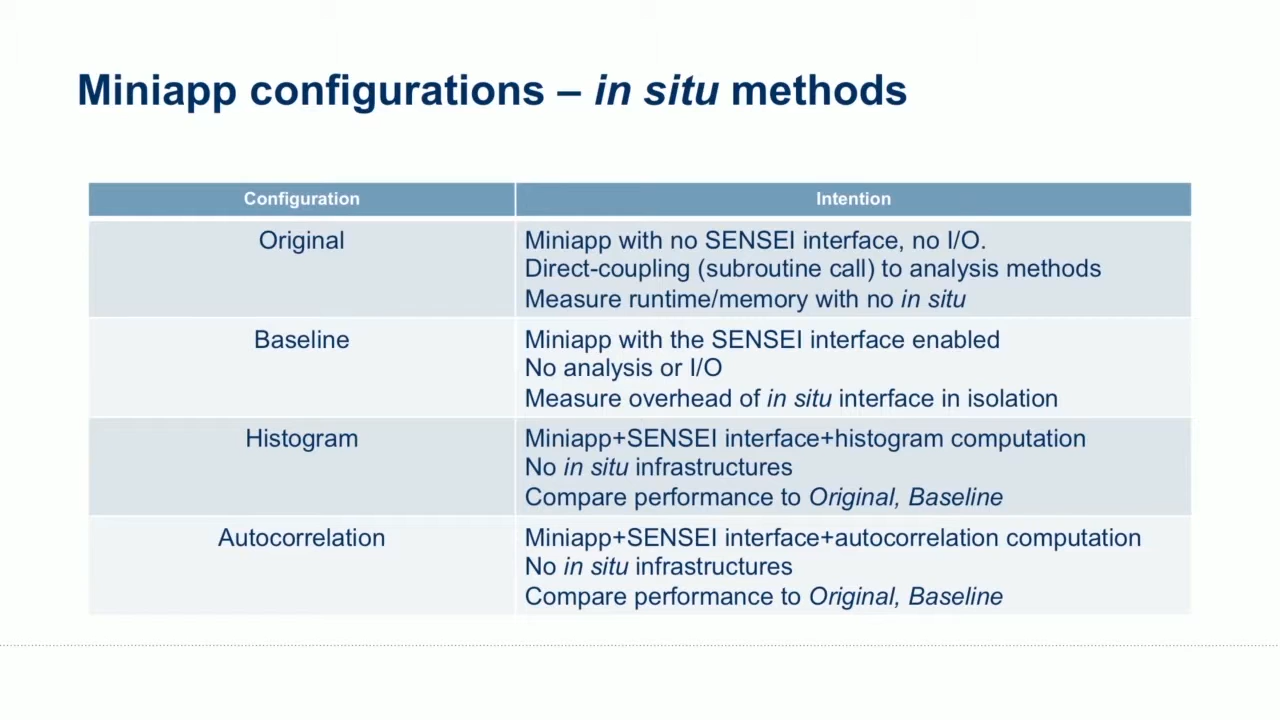 Miniapp configurations – in situ methods
Configuration
Intention
Original
Miniapp with no SENSEI interface, no I/O.
Direct-coupling (subroutine call) to analysis methods
Measure runtime/memory with no in situ
Baseline
Miniapp with the SENSEI interface enabled
No analysis or I/O
Measure overhead of in situ interface in isolation
Histogram
Miniapp+SENSEI interface+histogram computation
No in situ infrastructures
Compare performance to Original, Baseline
Autocorrelation
Miniapp+SENSEI interface+autocorrelation computation
No in situ infrastructures
Compare performance to Original, Baseline